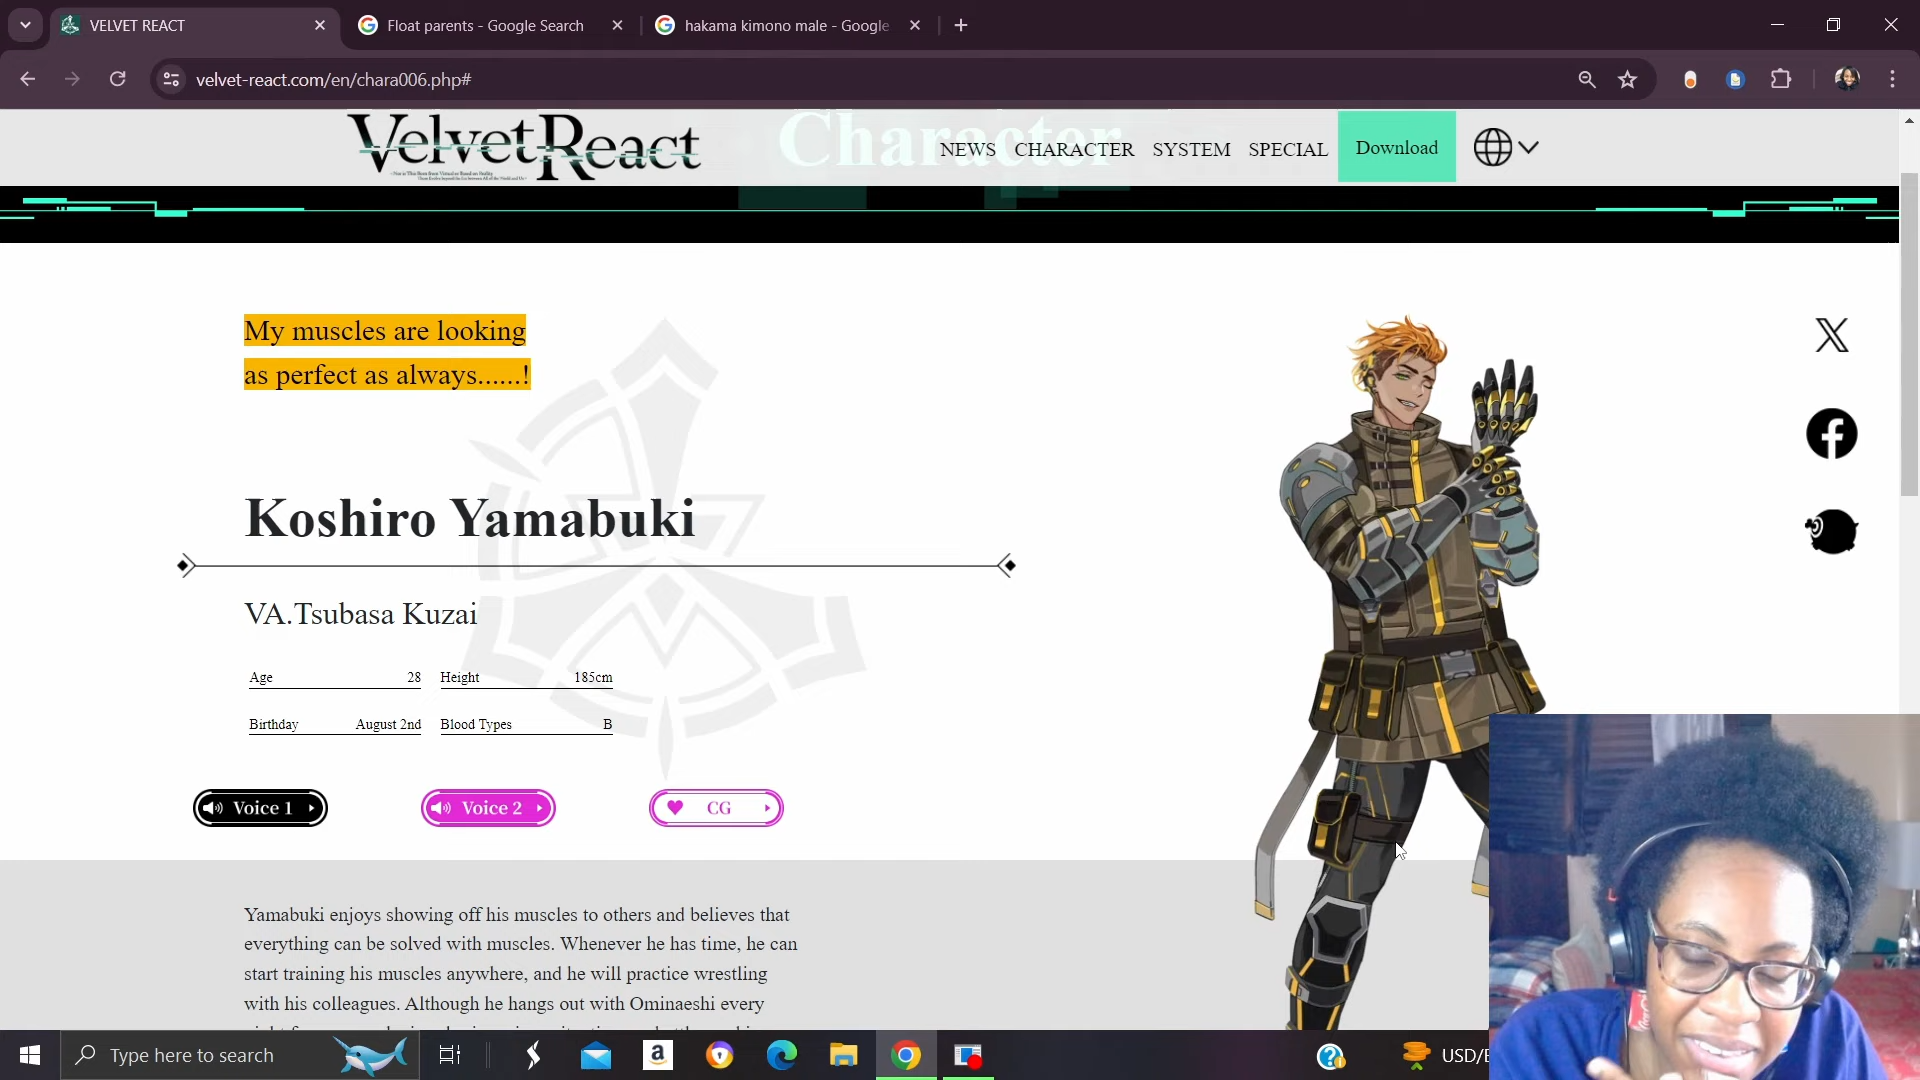 VELVET REACT
Float parents - Google Search
hakama kimono male - Google
velvet-react.com/en/chara006.php#
VelvetReact
Character
NEWS CHARACTER SYSTEM SPECIAL Download
My muscles are looking
as perfect as always......!
Koshiro Yamabuki
VA.Tsubasa Kuzai
Age 28 Height 185cm
Birthday August 2nd Blood Types B
Voice 1 Voice 2 CG
Yamabuki enjoys showing off his muscles to others and believes that
everything can be solved with muscles. Whenever he has time, he can
start training his muscles anywhere, and he will practice wrestling
with his colleagues. Although he hangs out with Ominaeshi every
Type here to search
USD/